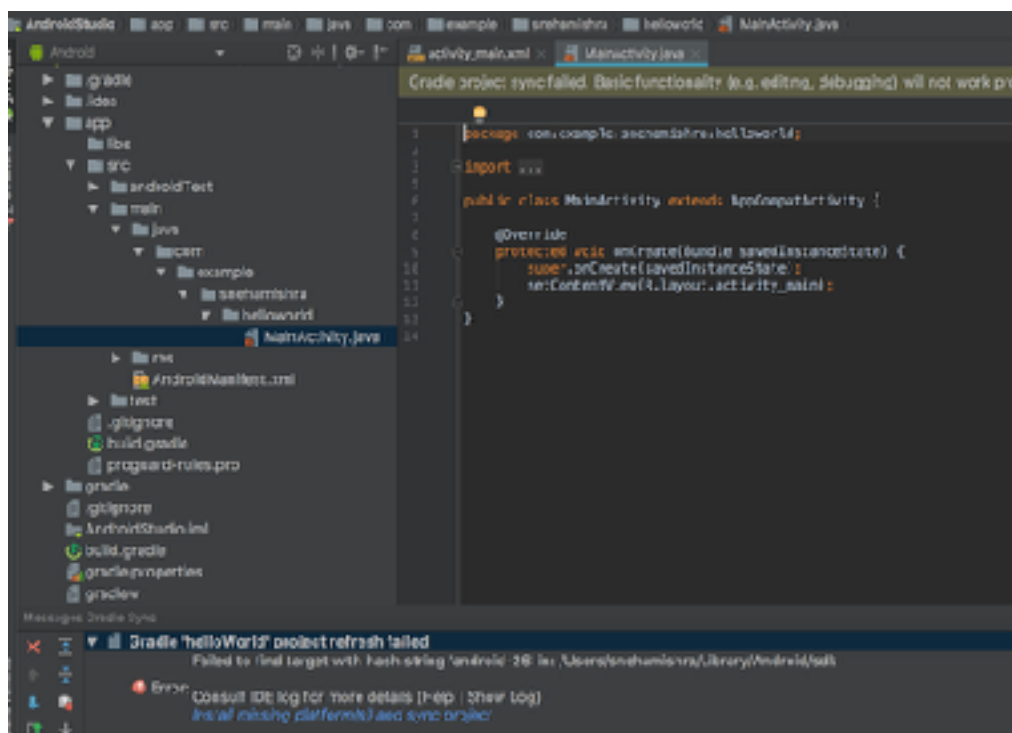 AndroidStudio app src main java com example snehamishra helloworld MainActivity.java
Android
activity_main.xml MainActivity.java
Gradle project sync failed. Basic functionality (e.g. editing, debugging) will not work
.gradle
.idea
app
libs
src
androidTest
main
java
com
example
snehamishra
helloworld
MainActivity.java
res
AndroidManifest.xml
test
.gitignore
build.gradle
proguard-rules.pro
gradle
.gitignore
AndroidStudio.iml
build.gradle
gradle.properties
gradlew
package com.example.snehamishra.helloworld;
import ...
public class MainActivity extends AppCompatActivity {
@Override
protected void onCreate(Bundle savedInstanceState) {
super.onCreate(savedInstanceState);
setContentView(R.layout.activity_main);
}
}
Messages Gradle Sync
Gradle 'helloWorld' project refresh failed
Failed to find target with hash string 'android-26' in: /Users/snehamishra/Library/Android/sdk
Error:
Consult IDE log for more details (Help | Show Log)
Install missing platform(s) and sync project